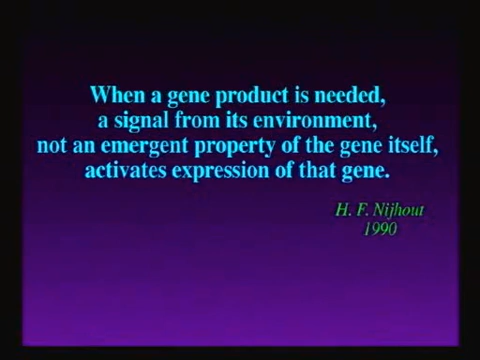 When a gene product is needed,
a signal from its environment,
not an emergent property of the gene itself,
activates expression of that gene.
H. F. Nijhout
1990